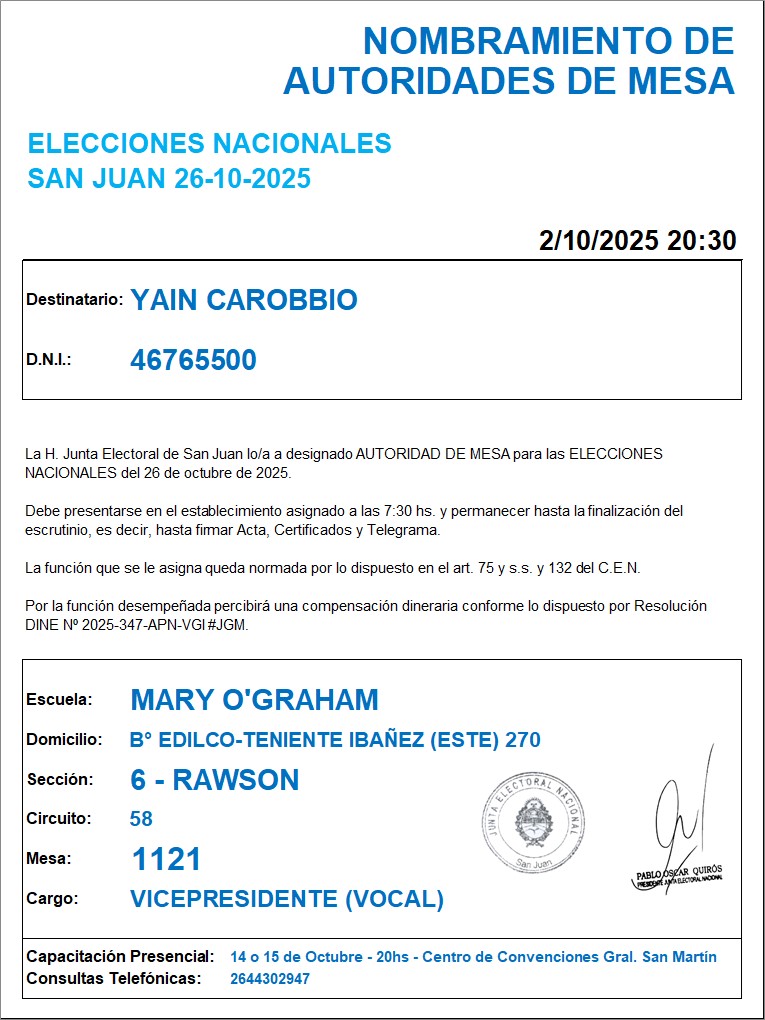 NOMBRAMIENTO DE
AUTORIDADES DE MESA
ELECCIONES NACIONALES
SAN JUAN 26-10-2025
2/10/2025 20:30
Destinatario: YAIN CAROBBIO
D.N.I.: 46765500
La H. Junta Electoral de San Juan lo/a a designado AUTORIDAD DE MESA para las ELECCIONES
NACIONALES del 26 de octubre de 2025.
Debe presentarse en el establecimiento asignado a las 7:30 hs. y permanecer hasta la finalización del
escrutinio, es decir, hasta firmar Acta, Certificados y Telegrama.
La función que se le asigna queda normada por lo dispuesto en el art. 75 y s.s. y 132 del C.E.N.
Por la función desempeñada percibirá una compensación dineraria conforme lo dispuesto por Resolución
DINE Nº 2025-347-APN-VGI#JGM.
Escuela: MARY O'GRAHAM
Domicilio: B° EDILCO-TENIENTE IBAÑEZ (ESTE) 270
Sección: 6 - RAWSON
Circuito: 58
Mesa: 1121
Cargo: VICEPRESIDENTE (VOCAL)
JUNTA ELECTORAL NACIONAL
San Juan
PABLO OSCAR QUIRÓS
PRESIDENTE JUNTA ELECTORAL NACIONAL
Capacitación Presencial: 14 o 15 de Octubre - 20hs - Centro de Convenciones Gral. San Martín
Consultas Telefónicas: 2644302947